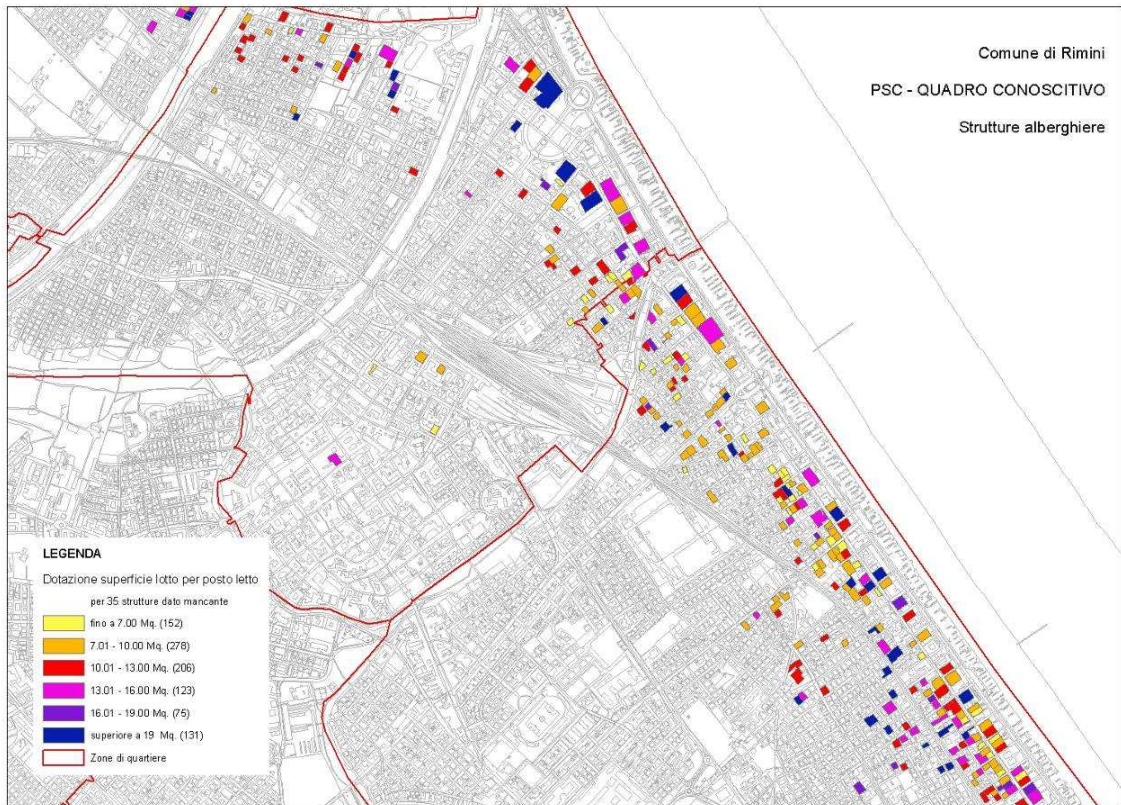 Comune di Rimini
PSC - QUADRO CONOSCITIVO
Strutture alberghiere
LEGENDA
Dotazione superficie lotto per posto letto
per 35 strutture dato mancante
fino a 7.00 Mq. (152)
7.01 - 10.00 Mq. (278)
10.01 - 13.00 Mq. (206)
13.01 - 16.00 Mq. (123)
16.01 - 19.00 Mq. (75)
superiore a 19 Mq. (131)
Zone di quartiere